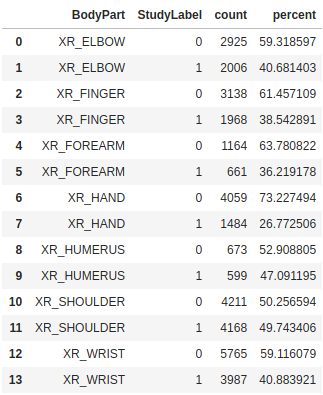 BodyPart StudyLabel count percent
0 XR_ELBOW 0 2925 59.318597
1 XR_ELBOW 1 2006 40.681403
2 XR_FINGER 0 3138 61.457109
3 XR_FINGER 1 1968 38.542891
4 XR_FOREARM 0 1164 63.780822
5 XR_FOREARM 1 661 36.219178
6 XR_HAND 0 4059 73.227494
7 XR_HAND 1 1484 26.772506
8 XR_HUMERUS 0 673 52.908805
9 XR_HUMERUS 1 599 47.091195
10 XR_SHOULDER 0 4211 50.256594
11 XR_SHOULDER 1 4168 49.743406
12 XR_WRIST 0 5765 59.116079
13 XR_WRIST 1 3987 40.883921